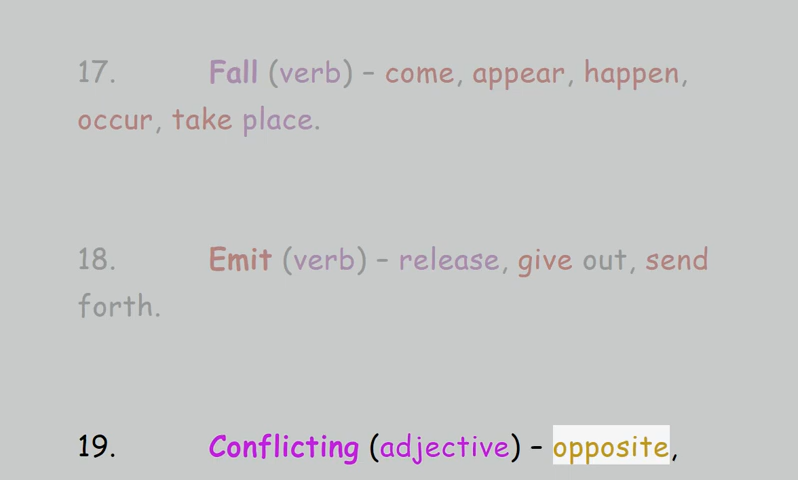 17. Fall (verb) – come, appear, happen,
occur, take place.
18. Emit (verb) – release, give out, send
forth.
19. Conflicting (adjective) – opposite,